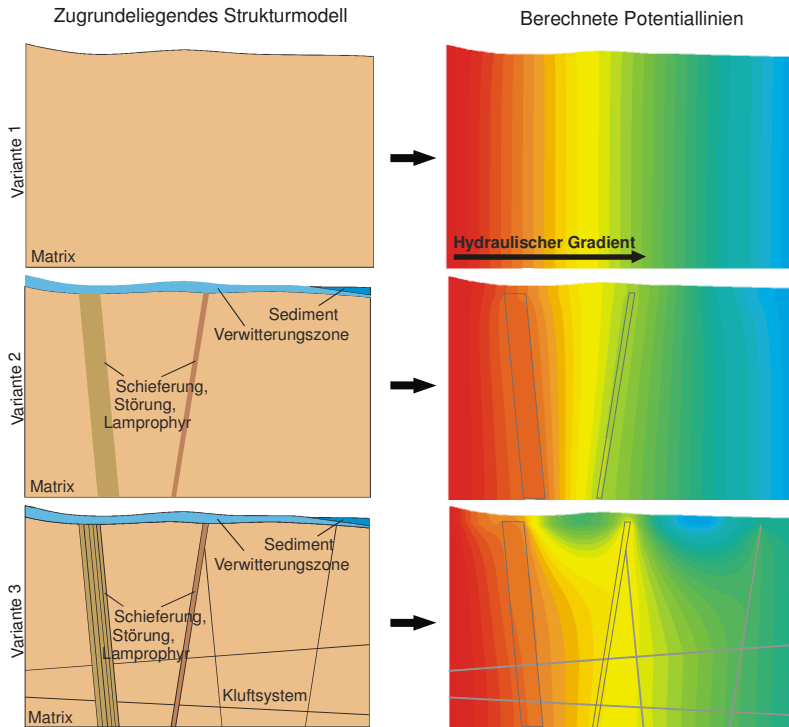 Zugrundeliegendes Strukturmodell
Berechnete Potentiallinien
Variante 1
Matrix
Hydraulischer Gradient
Variante 2
Sediment
Verwitterungszone
Schieferung,
Störung,
Lamprophyr
Matrix
Variante 3
Sediment
Verwitterungszone
Schieferung,
Störung,
Lamprophyr
Kluftsystem
Matrix